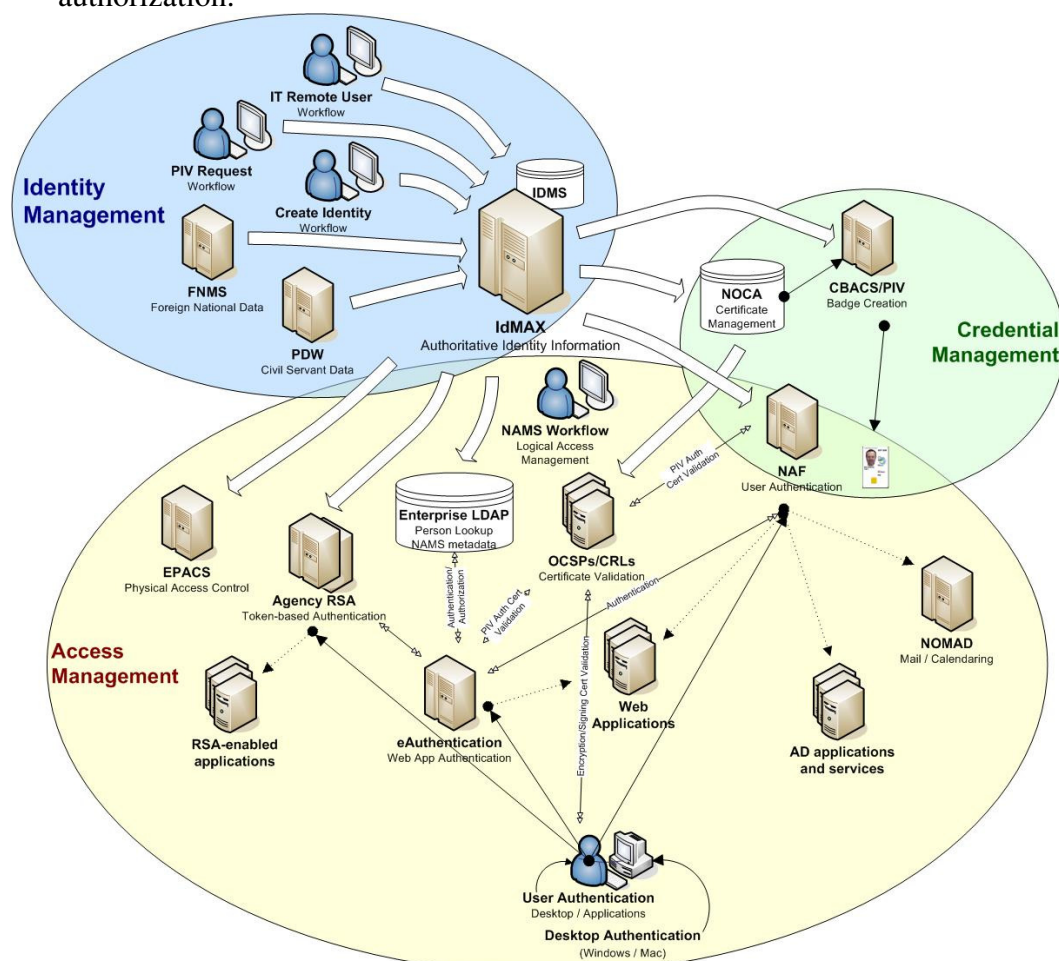 authorization.
IT Remote User
Workflow
PIV Request
Workflow
Create Identity
Workflow
Identity
Management
IDMS
FNMS
Foreign National Data
PDW
Civil Servant Data
IdMAX
Authoritative Identity Information
NOCA
Certificate
Management
CBACS/PIV
Badge Creation
Credential
Management
NAMS Workflow
Logical Access
Management
PIV Auth
Cert Validation
NAF
User Authentication
EPACS
Physical Access Control
Agency RSA
Token-based Authentication
Enterprise LDAP
Person Lookup
NAMS metadata
OCSPs/CRLs
Certificate Validation
Authentication/
Authorization
PIV Auth Cert
Validation
Authentication
Encryption/Signing Cert Validation
NOMAD
Mail / Calendaring
Access
Management
RSA-enabled
applications
eAuthentication
Web App Authentication
Web
Applications
AD applications
and services
User Authentication
Desktop / Applications
Desktop Authentication
(Windows / Mac)